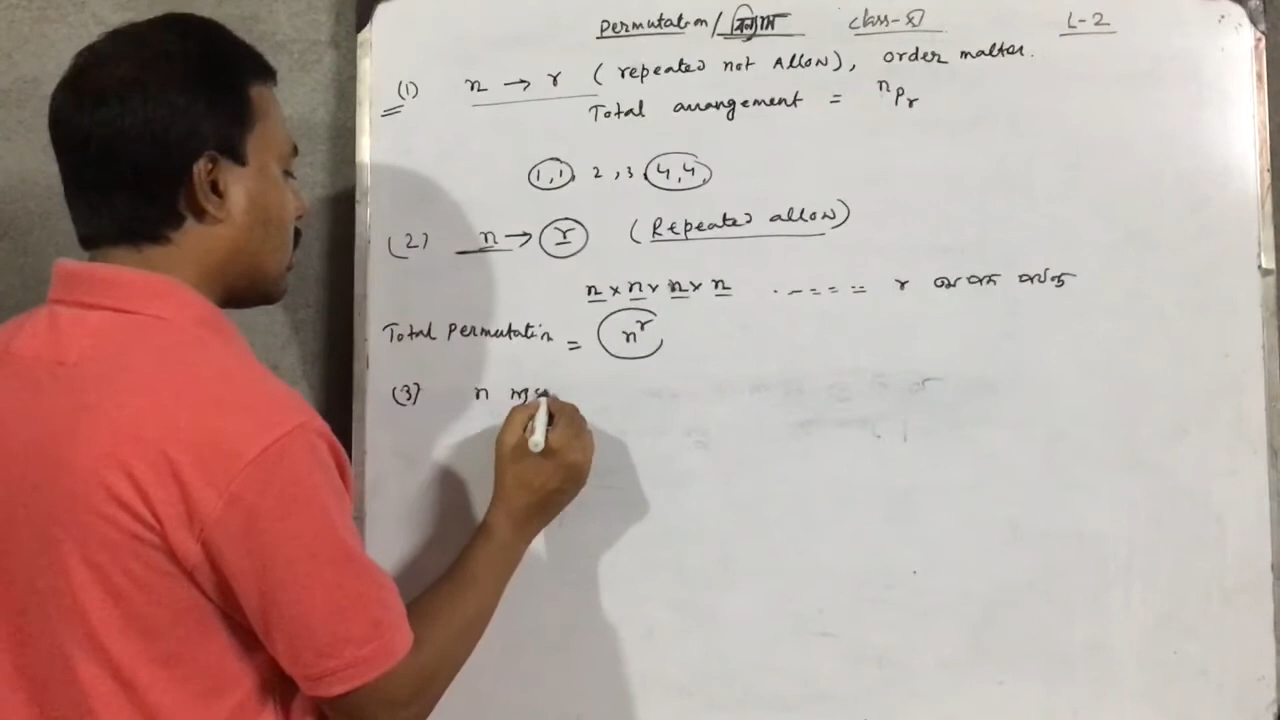 Permutation / বিন্যাস Class-XI L-2
(1) n → r (repeated not Allow), order matter.
Total arrangement = nPr
1,1, 2, 3, 4,4
(2) n → r (Repeated allow)
n × n × n × n . - = = = r
Total Permutation = n^r
(3) n